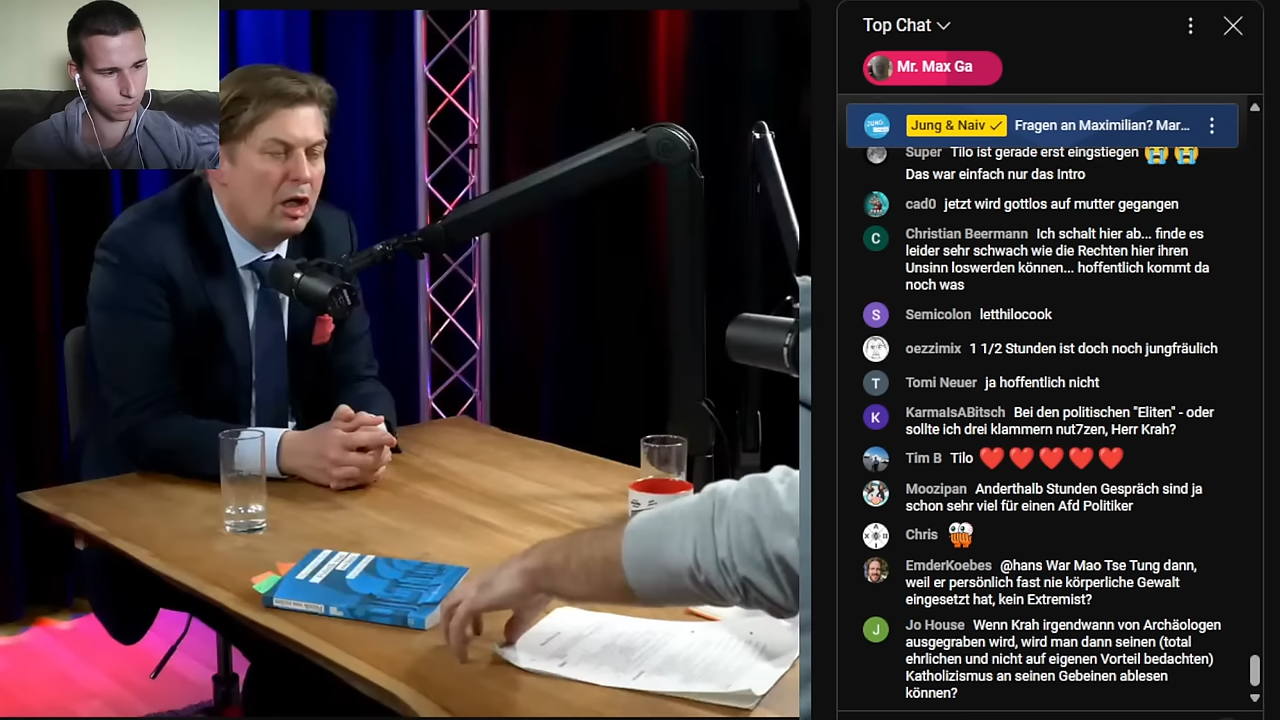 Top Chat
Mr. Max Ga
Jung & Naiv Fragen an Maximilian? Mar...
Super Tilo ist gerade erst eingstiegen 😭 😭
Das war einfach nur das Intro
cad0 jetzt wird gottlos auf mutter gegangen
C
Christian Beermann Ich schalt hier ab... finde es
leider sehr schwach wie die Rechten hier ihren
Unsinn loswerden können... hoffentlich kommt da
noch was
S
Semicolon letthilocook
oezzimix 1 1/2 Stunden ist doch noch jungfräulich
T
Tomi Neuer ja hoffentlich nicht
K
KarmaIsABitsch Bei den politischen "Eliten" - oder
sollte ich drei klammern nut7zen, Herr Krah?
Tim B Tilo ❤️❤️❤️❤️❤️
Moozipan Anderthalb Stunden Gespräch sind ja
schon sehr viel für einen Afd Politiker
Chris
EmderKoebes @hans War Mao Tse Tung dann,
weil er persönlich fast nie körperliche Gewalt
eingesetzt hat, kein Extremist?
J
Jo House Wenn Krah irgendwann von Archäologen
ausgegraben wird, wird man dann seinen (total
ehrlichen und nicht auf eigenen Vorteil bedachten)
Katholizismus an seinen Gebeinen ablesen
können?